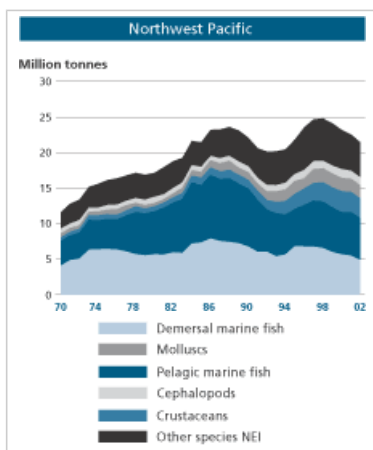 Northwest Pacific
Million tonnes
30
25
20
15
10
5
0
70 74 78 82 86 90 94 98 02
Demersal marine fish
Molluscs
Pelagic marine fish
Cephalopods
Crustaceans
Other species NEI